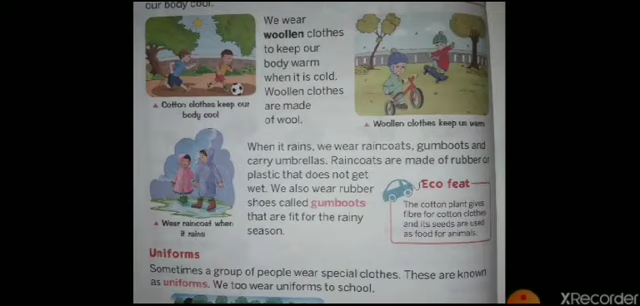 our body cool.
We wear
woollen clothes
to keep our
body warm
when it is cold.
Woollen clothes
are made
of wool.
▲ Cotton clothes keep our
body cool
▲ Woollen clothes keep us warm
When it rains, we wear raincoats, gumboots and
carry umbrellas. Raincoats are made of rubber or
plastic that does not get
wet. We also wear rubber
shoes called gumboots
that are fit for the rainy
season.
▲ Wear raincoat when
it rains
Eco feat
The cotton plant gives
fibre for cotton clothes
and its seeds are used
as food for animals.
Uniforms
Sometimes a group of people wear special clothes. These are known
as uniforms. We too wear uniforms to school.
XRecorder